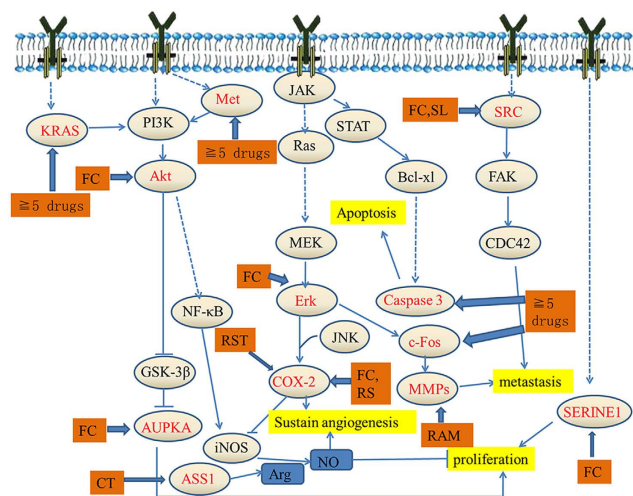 JAK
Met
FC,SL
SRC
KRAS
PI3K
STAT
Ras
≧5 drugs
≧5 drugs
FC
Akt
Bcl-xl
FAK
Apoptosis
MEK
CDC42
FC
Erk
Caspase 3
≧5
drugs
NF-κB
RST
JNK
c-Fos
GSK-3β
COX-2
FC,
RS
MMPs
metastasis
FC
AUPKA
Sustain angiogenesis
RAM
SERINE1
iNOS
NO
proliferation
CT
ASS1
Arg
FC